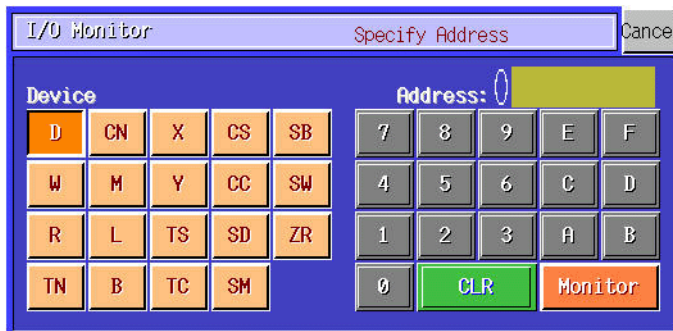 I/O Monitor Specify Address Cance
Device Address: 0
D CN X CS SB 7 8 9 E F
W M Y CC SW 4 5 6 C D
R L TS SD ZR 1 2 3 A B
TN B TC SM 0 CLR Monitor